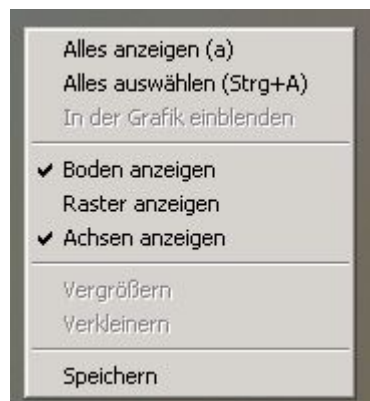 Alles anzeigen (a)
Alles auswählen (Strg+A)
In der Grafik einblenden
Boden anzeigen
Raster anzeigen
Achsen anzeigen
Vergrößern
Verkleinern
Speichern